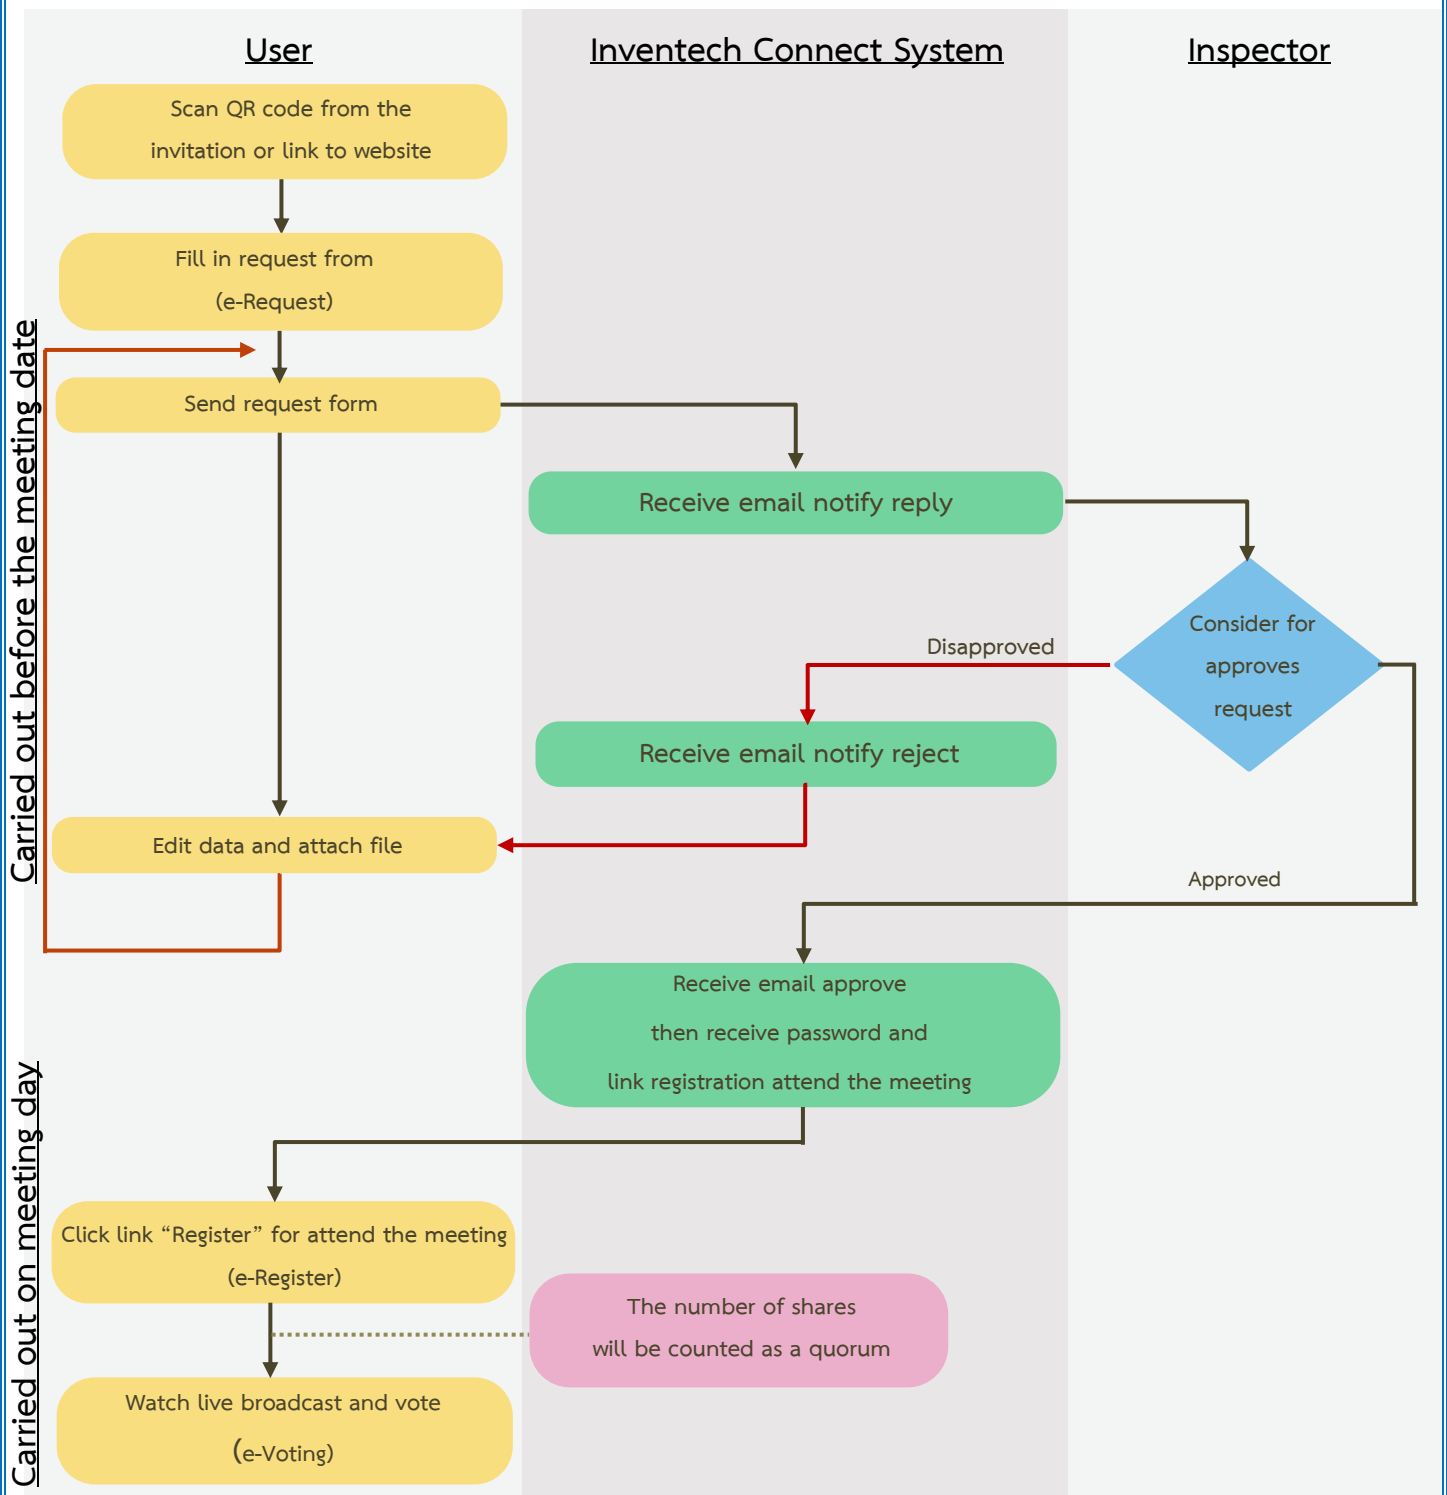 User
Inventech Connect System
Inspector
Scan QR code from the
invitation or link to website
Fill in request from
(e-Request)
Send request form
Receive email notify reply
Consider for
approves
request
Disapproved
Receive email notify reject
Edit data and attach file
Approved
Carried out before the meeting date
Receive email approve
then receive password and
link registration attend the meeting
Click link “Register” for attend the meeting
(e-Register)
The number of shares
will be counted as a quorum
Watch live broadcast and vote
(e-Voting)
Carried out on meeting day